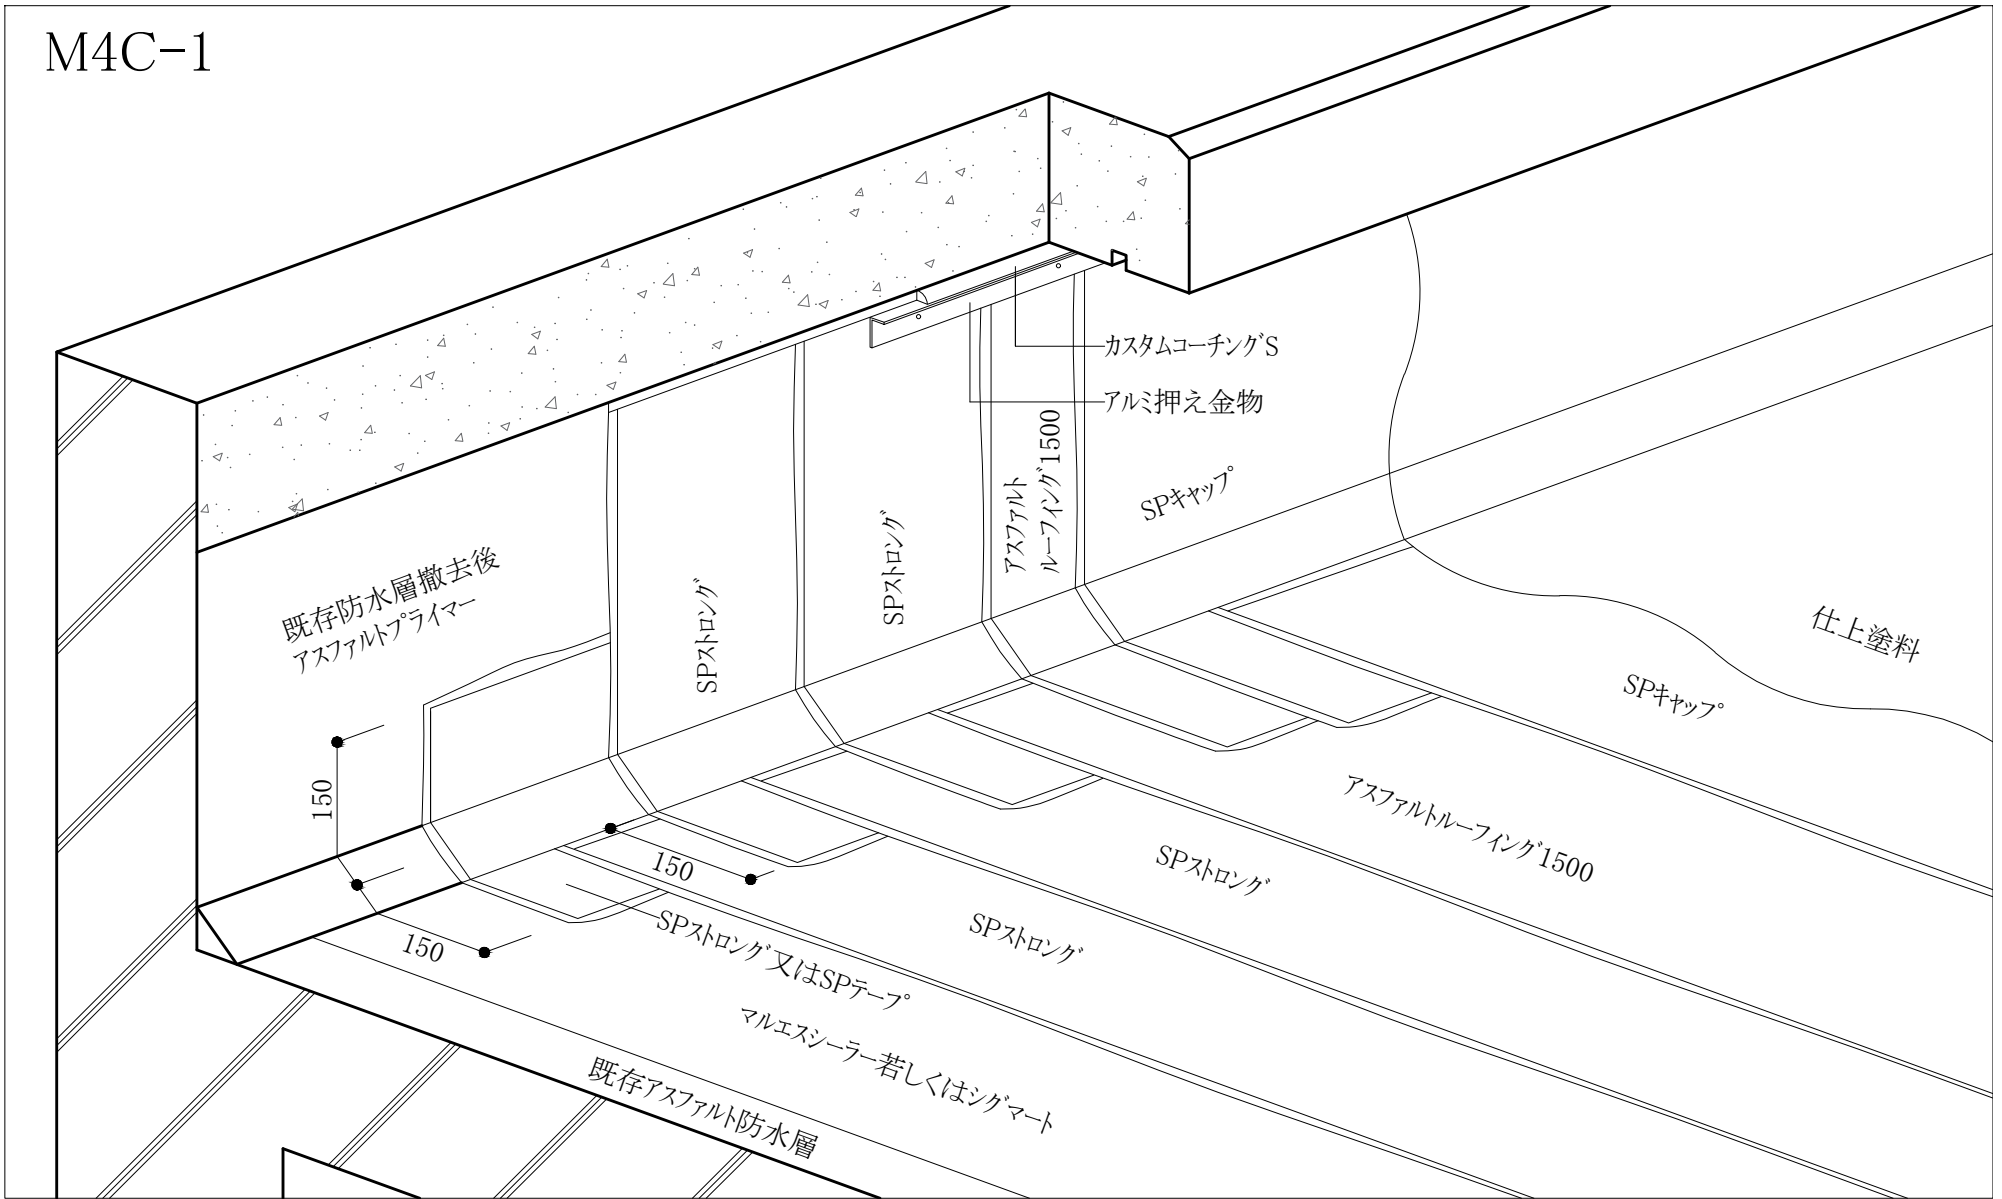 M4C-1
カスタムコーチングS
アルミ押え金物
アスファルト
ルーフィング1500
SPキャップ
SPストロング
SPストロング
既存防水層撤去後
アスファルトプライマー
仕上塗料
SPキャップ
150
150
150
アスファルトルーフィング1500
SPストロング
SPストロング
SPストロング又はSPテープ
マルエスシーラー若しくはシグマート
既存アスファルト防水層